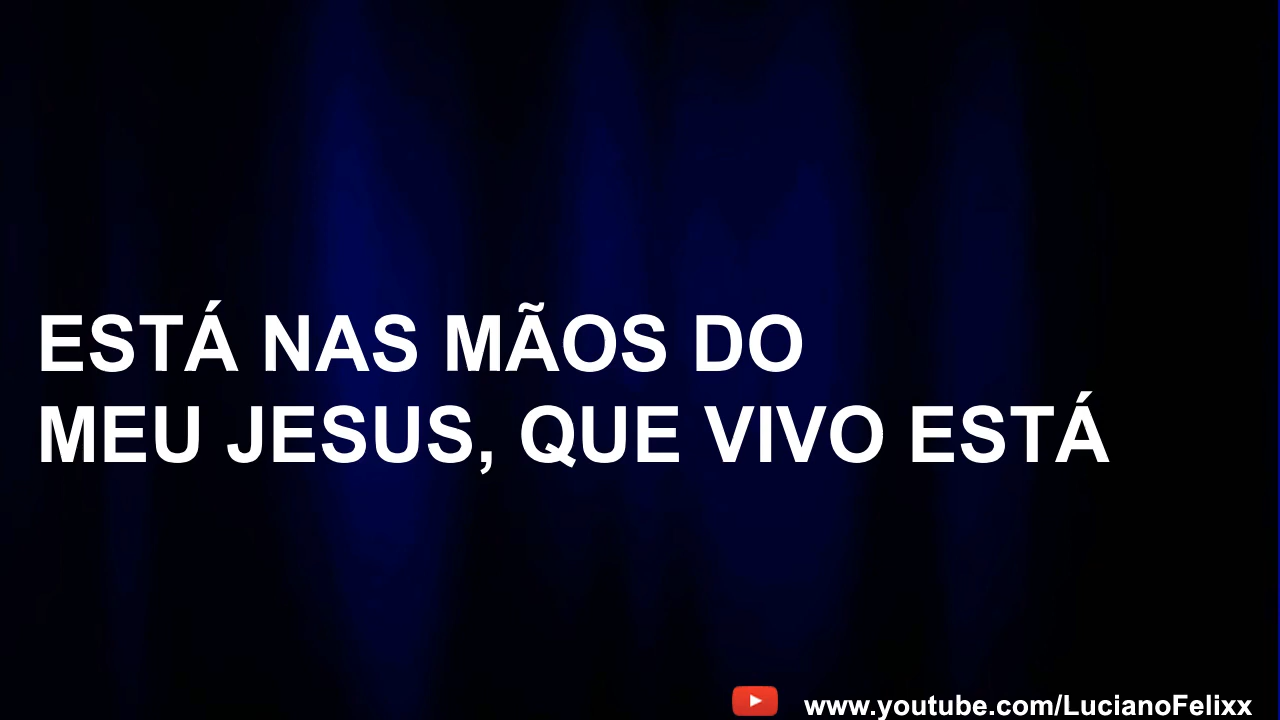 ESTÁ NAS MÃOS DO
MEU JESUS, QUE VIVO ESTÁ
www.youtube.com/LucianoFelixx